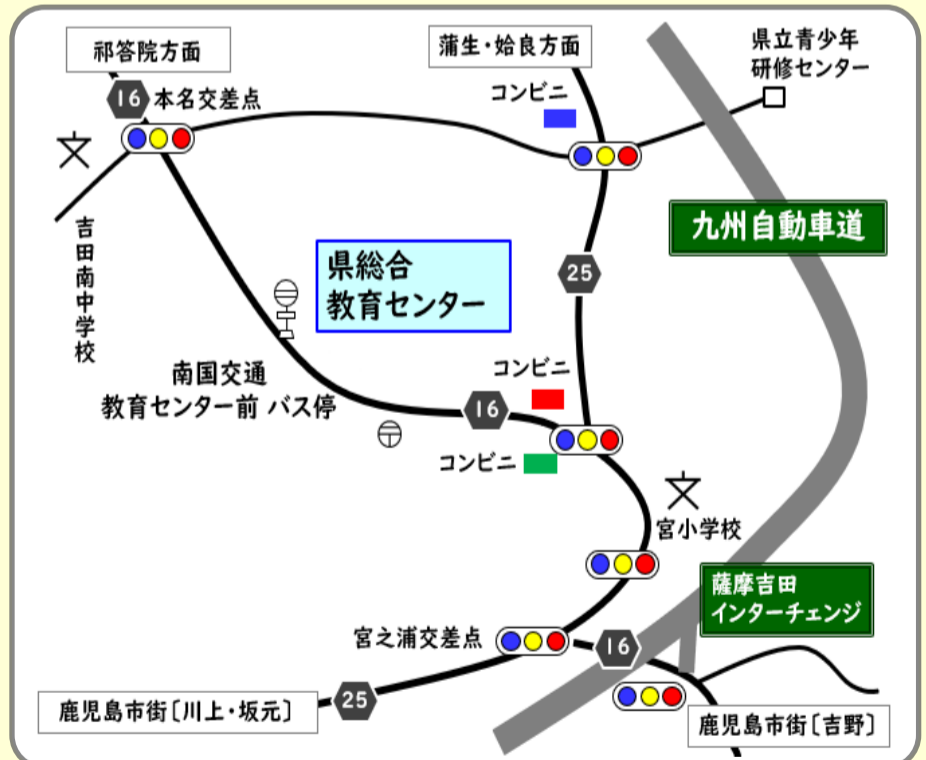 祁答院方面
16
本名交差点
蒲生・姶良方面
コンビニ
県立青少年
研修センター
九州自動車道
吉田南中学校
県総合
教育センター
25
南国交通
教育センター前 バス停
コンビニ
16
コンビニ
宮小学校
薩摩吉田
インターチェンジ
宮之浦交差点
16
25
鹿児島市街〔川上・坂元〕
鹿児島市街〔吉野〕